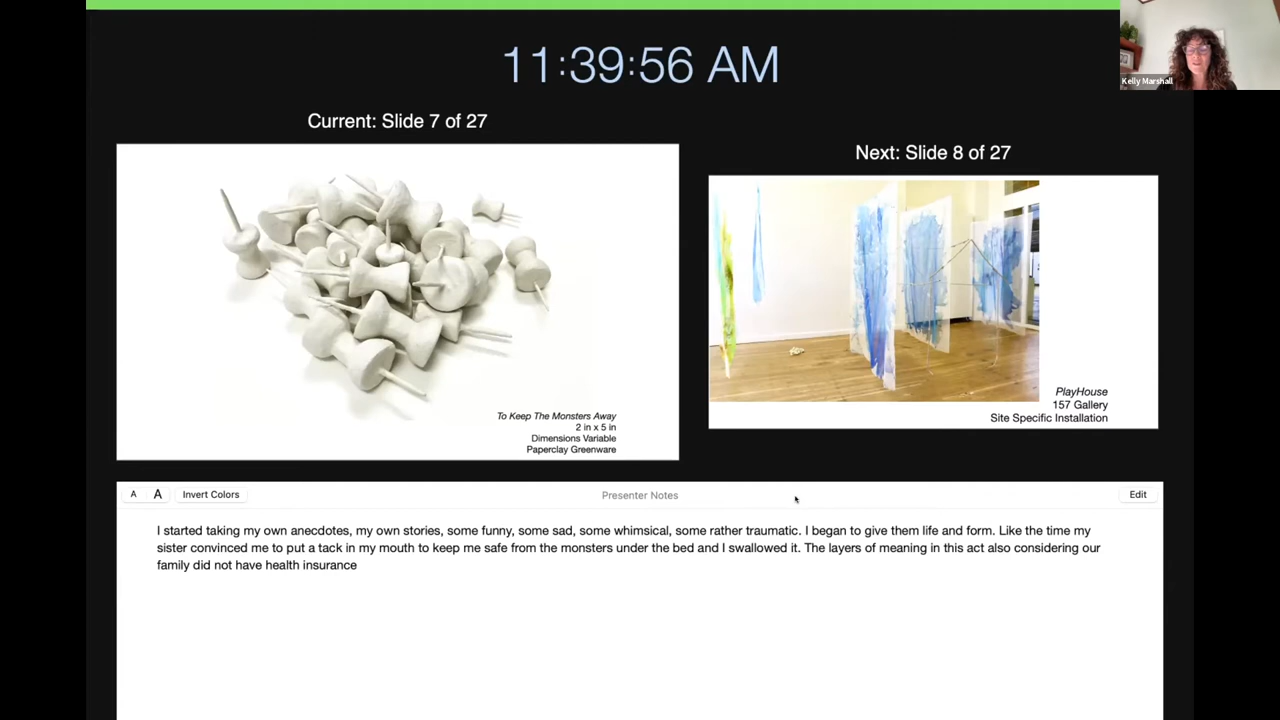 11:39:56 AM
Kelly Marshall
Current: Slide 7 of 27
Next: Slide 8 of 27
To Keep The Monsters Away
2 in x 5 in
Dimensions Variable
Paperclay Greenware
PlayHouse
157 Gallery
Site Specific Installation
A A Invert Colors Presenter Notes Edit
I started taking my own anecdotes, my own stories, some funny, some sad, some whimsical, some rather traumatic. I began to give them life and form. Like the time my
sister convinced me to put a tack in my mouth to keep me safe from the monsters under the bed and I swallowed it. The layers of meaning in this act also considering our
family did not have health insurance